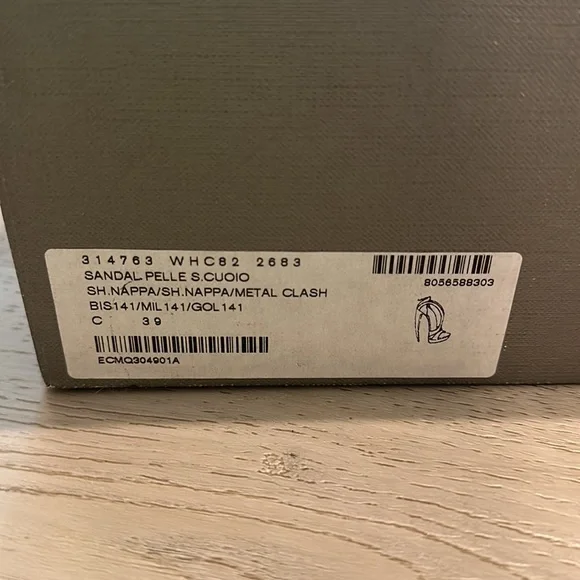 314763 WHC82 2683
SANDAL PELLE S.CUOIO
SH.NAPPA/SH.NAPPA/METAL CLASH
BIS141/MIL141/GOL141
C 39
ECMQ304901A
8056588303